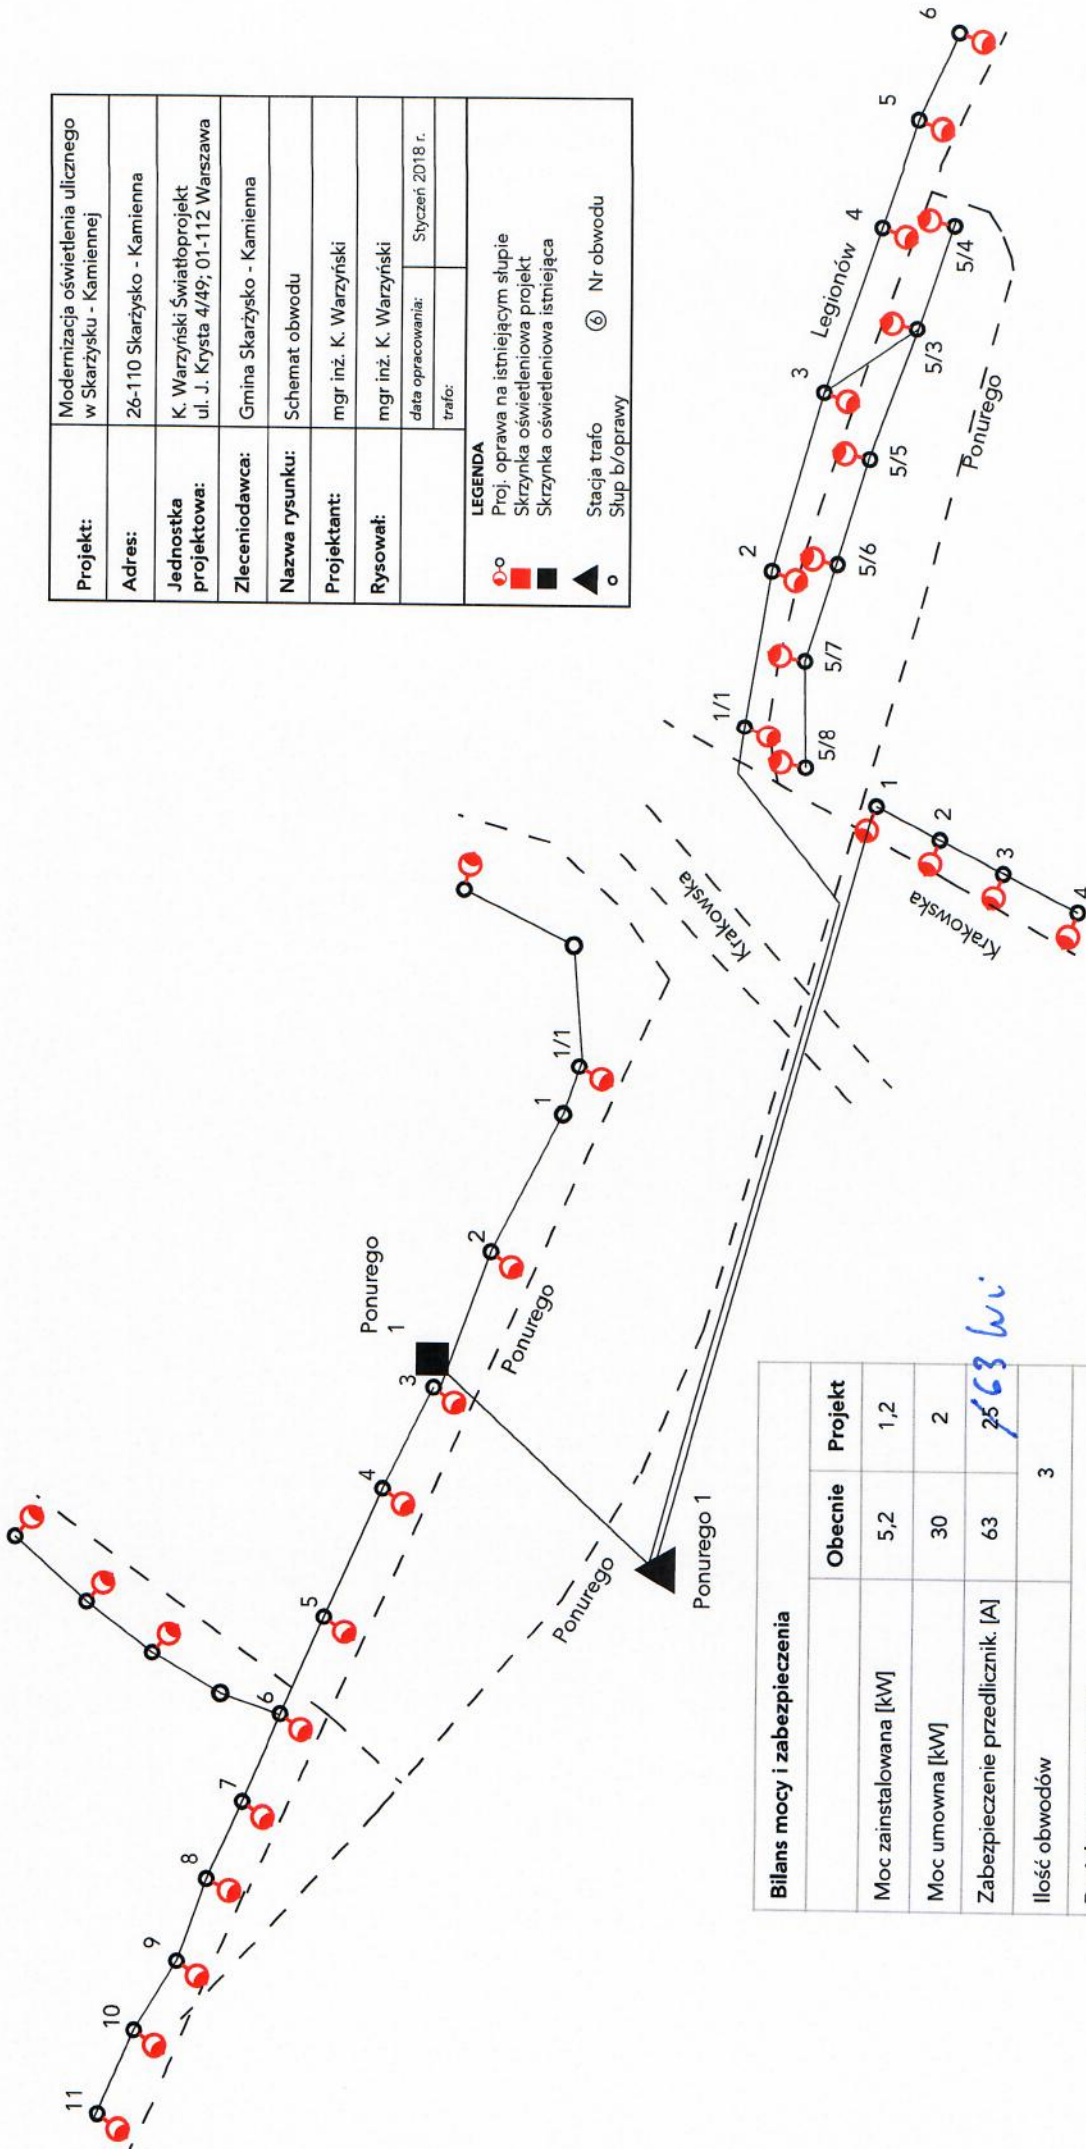 Projekt: Modernizacja oświetlenia ulicznego
w Skarżysku - Kamiennej
Adres: 26-110 Skarżysko - Kamienna
Jednostka projektowa: K. Warzyński Światłoprojekt
ul. J. Krysta 4/49; 01-112 Warszawa
Zleceniodawca: Gmina Skarżysko - Kamienna
Nazwa rysunku: Schemat obwodu
Projektant: mgr inż. K. Warzyński
Rysował: mgr inż. K. Warzyński
data opracowania: Styczeń 2018 r.
trafo:
LEGENDA
Proj. oprawa na istniejącym słupie
Skrzynka oświetleniowa projekt
Skrzynka oświetleniowa istniejąca
Stacja trafo
6 Nr obwodu
Słup b/oprawy
11
10
9
8
7
6
5
4
3
Ponurego
1
2
1
1/1
Ponurego
Ponurego
Ponurego 1
Krakowska
1/1
2
3
Legionów
4
5
6
5/8
5/7
5/6
5/5
5/3
5/4
Ponurego
1
2
3
4
Krakowska
Bilans mocy i zabezpieczenia
Obecnie Projekt
Moc zainstalowana [kW] 5,2 1,2
Moc umowna [kW] 30 2
Zabezpieczenie przedlicznik. [A] 63 25 63
Ilość obwodów 3